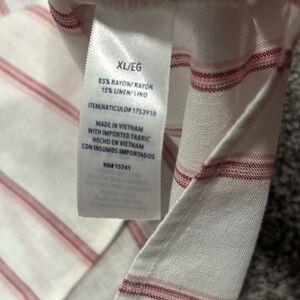 XL/EG
85% RAYON/RAYÓN
15% LINEN/LINO
ITEM/ARTICULO# 1753910
MADE IN VIETNAM
WITH IMPORTED FABRIC
HECHO EN VIETNAM
CON INSUMOS IMPORTADOS
RN# 15741